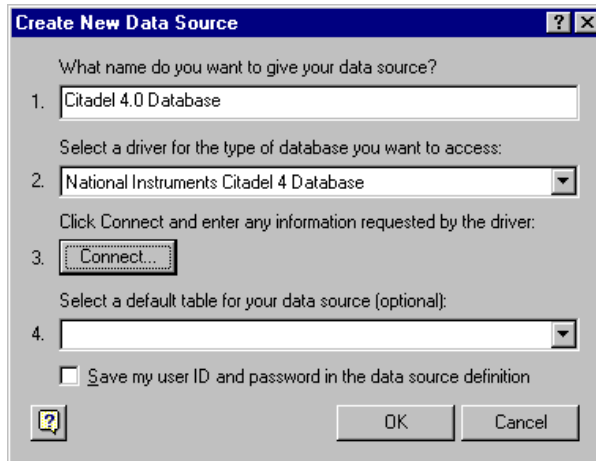 Create New Data Source
What name do you want to give your data source?
1. Citadel 4.0 Database
Select a driver for the type of database you want to access:
2. National Instruments Citadel 4 Database
Click Connect and enter any information requested by the driver:
3. Connect...
Select a default table for your data source (optional):
4.
Save my user ID and password in the data source definition
OK Cancel